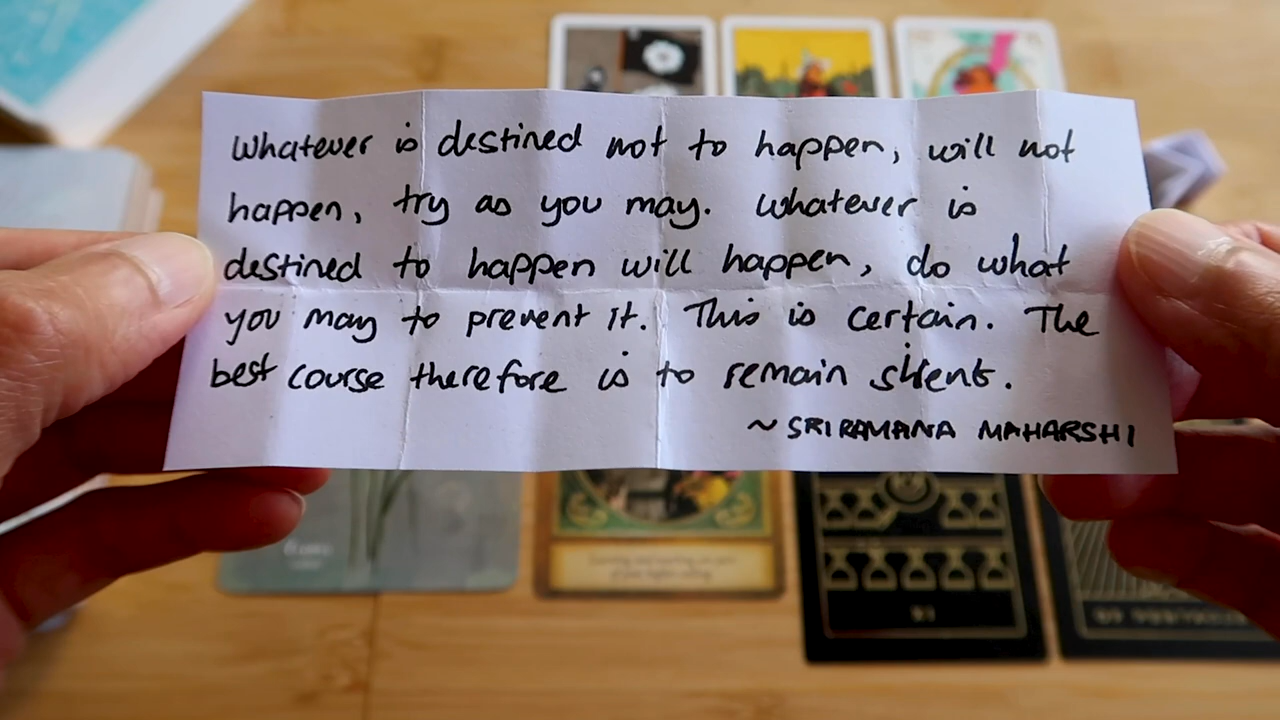 Whatever is destined not to happen, will not
happen, try as you may. Whatever is
destined to happen will happen, do what
you may to prevent it. This is certain. The
best course therefore is to remain silent.
~ SRI RAMANA MAHARSHI